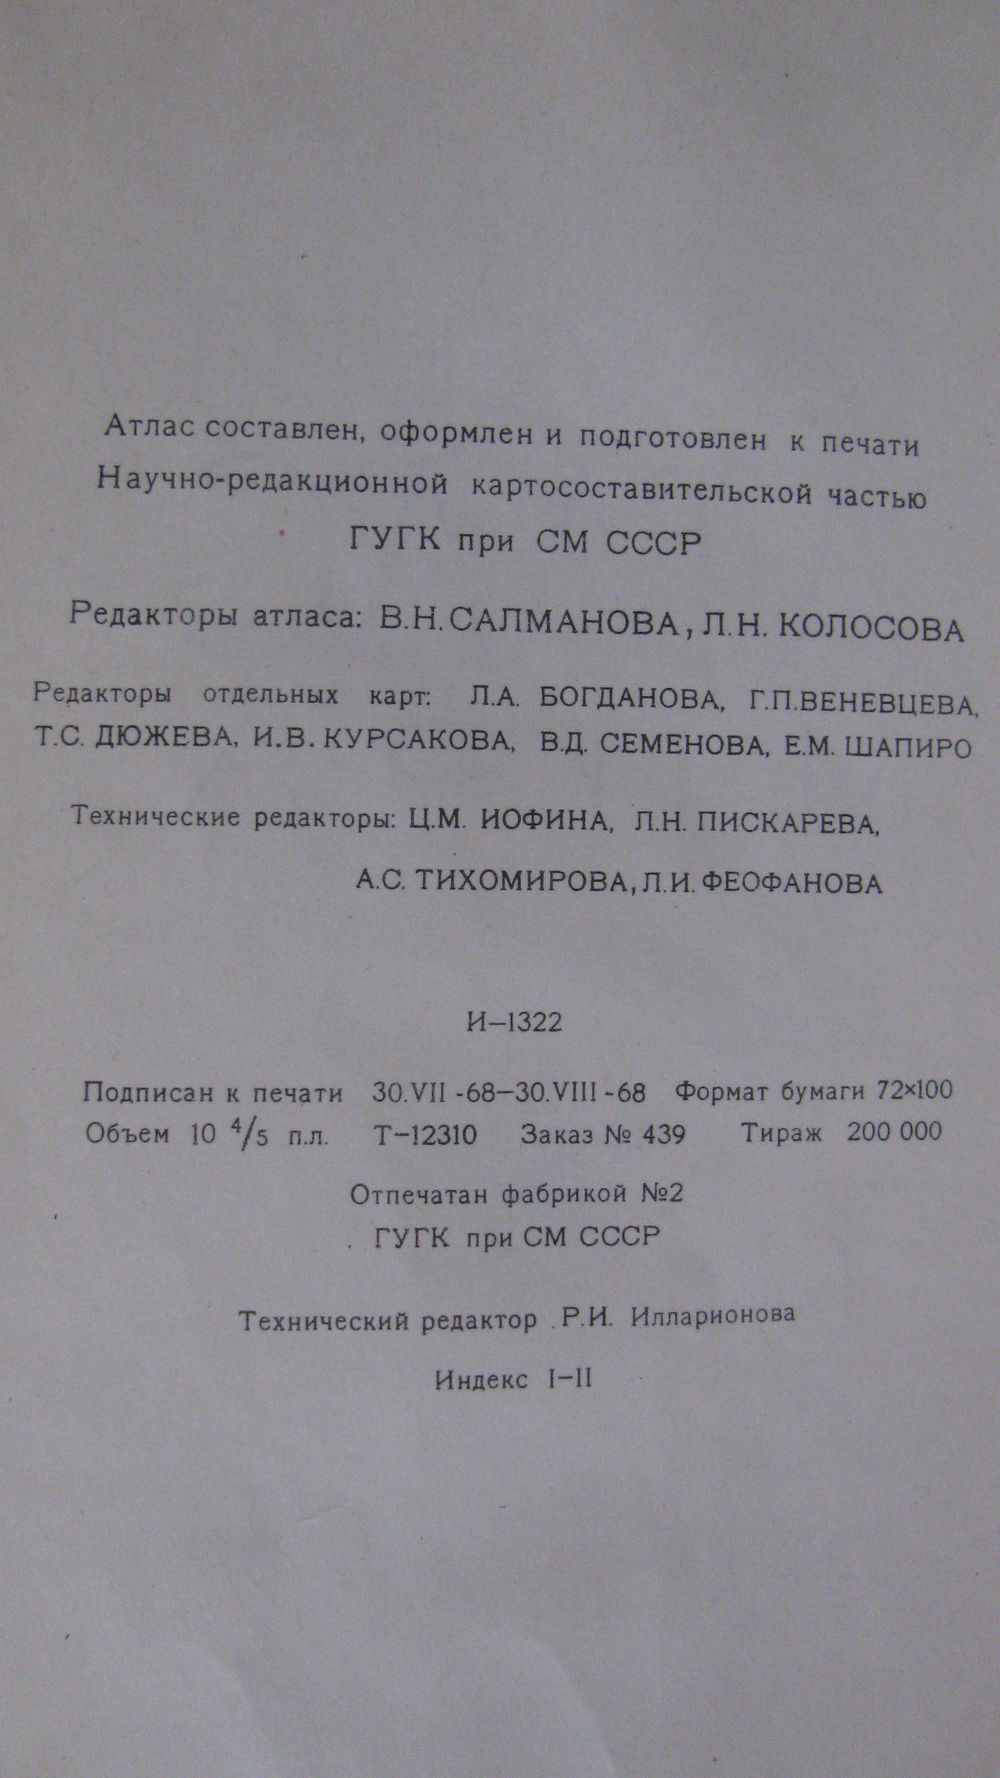 Атлас составлен, оформлен и подготовлен к печати
Научно-редакционной картосоставительской частью
ГУГК при СМ СССР
Редакторы атласа: В.Н. САЛМАНОВА, Л.Н. КОЛОСОВА
Редакторы отдельных карт: Л.А. БОГДАНОВА, Г.П. ВЕНЕВЦЕВА,
Т.С. ДЮЖЕВА, И.В. КУРСАКОВА, В.Д. СЕМЕНОВА, Е.М. ШАПИРО
Технические редакторы: Ц.М. ИОФИНА, Л.Н. ПИСКАРЕВА,
А.С. ТИХОМИРОВА, Л.И. ФЕОФАНОВА
И–1322
Подписан к печати 30.VII-68–30.VIII-68 Формат бумаги 72×100
Объем 10 4/5 п.л. Т–12310 Заказ № 439 Тираж 200 000
Отпечатан фабрикой №2
ГУГК при СМ СССР
Технический редактор Р.И. Илларионова
Индекс I–II